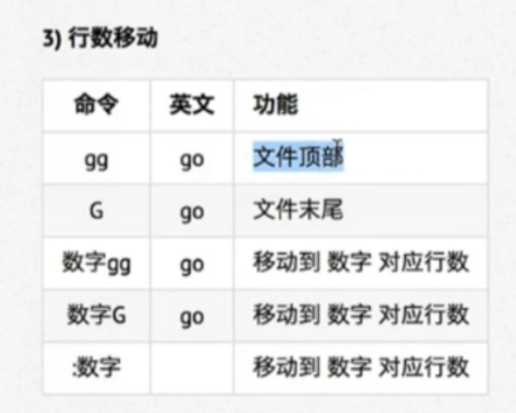 3) 行数移动
命令 英文 功能
gg go 文件顶部
G go 文件末尾
数字gg go 移动到 数字 对应行数
数字G go 移动到 数字 对应行数
:数字 移动到 数字 对应行数